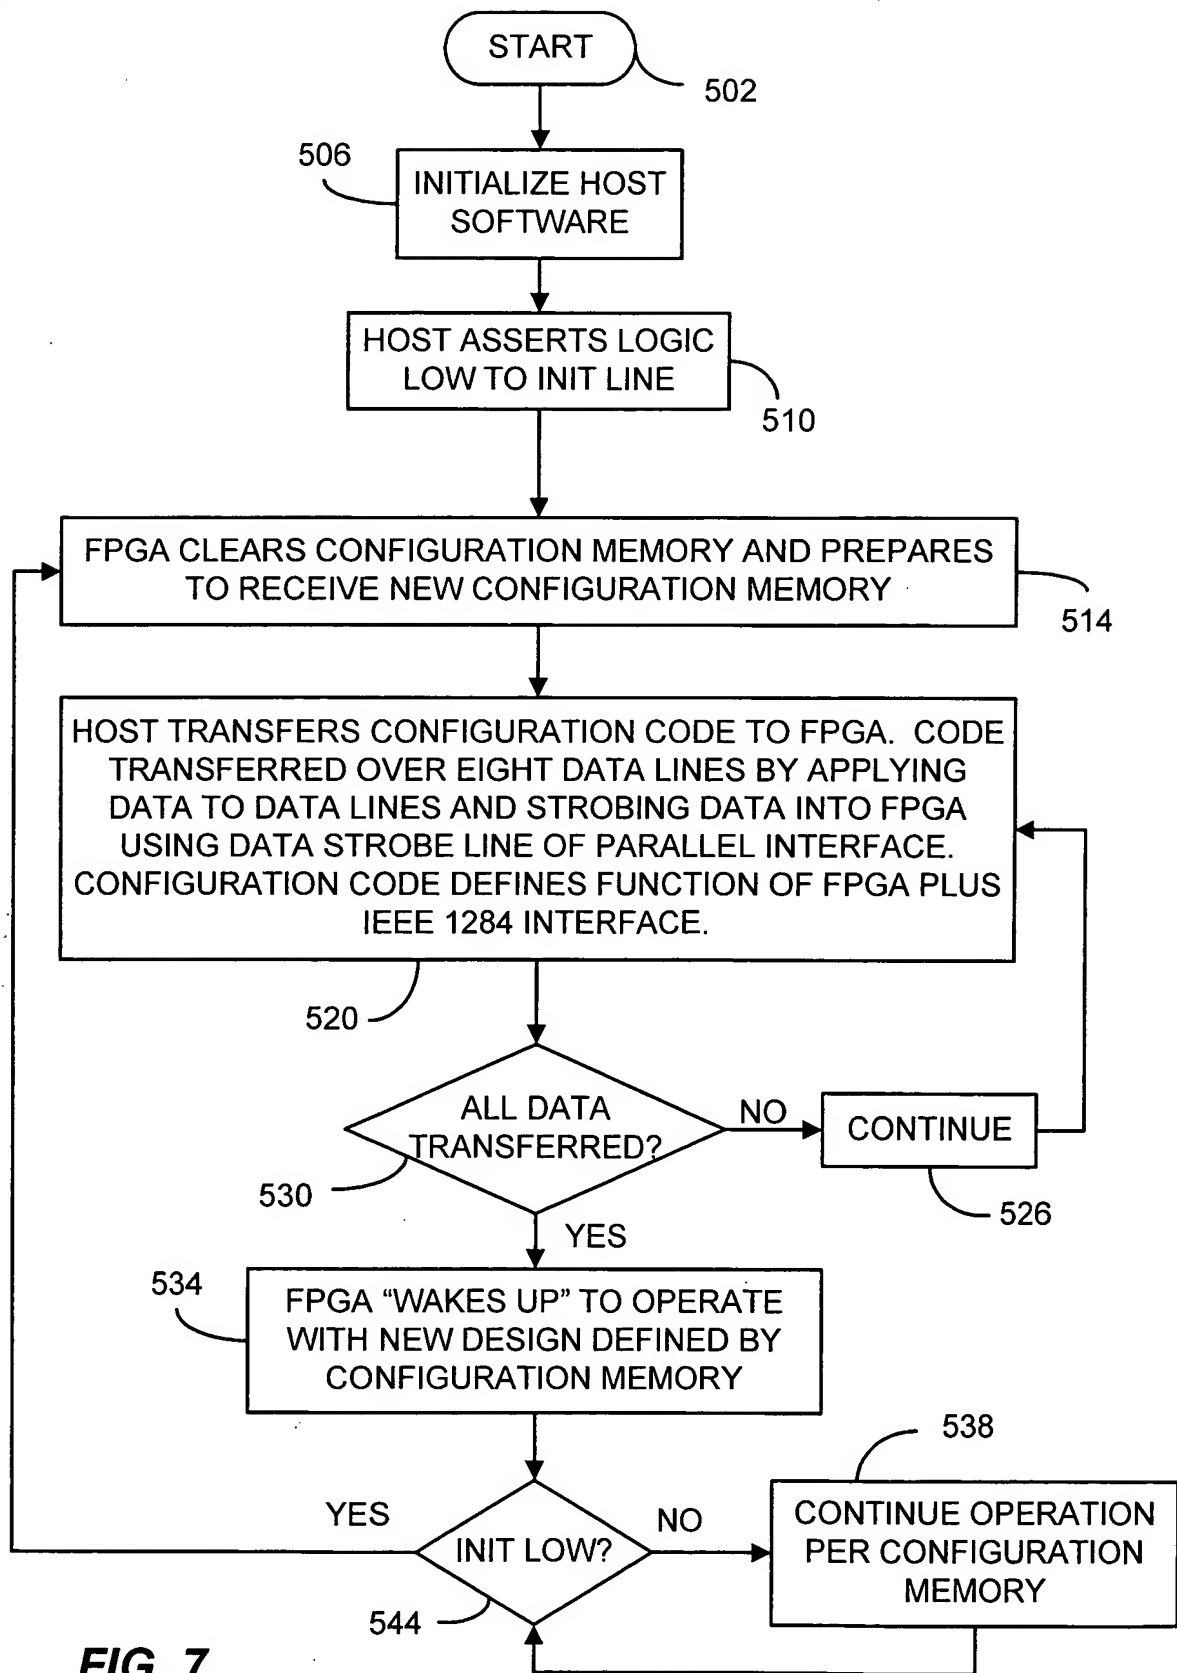 START
502
506
INITIALIZE HOST
SOFTWARE
HOST ASSERTS LOGIC
LOW TO INIT LINE
510
FPGA CLEARS CONFIGURATION MEMORY AND PREPARES
TO RECEIVE NEW CONFIGURATION MEMORY
514
HOST TRANSFERS CONFIGURATION CODE TO FPGA. CODE
TRANSFERRED OVER EIGHT DATA LINES BY APPLYING
DATA TO DATA LINES AND STROBING DATA INTO FPGA
USING DATA STROBE LINE OF PARALLEL INTERFACE.
CONFIGURATION CODE DEFINES FUNCTION OF FPGA PLUS
IEEE 1284 INTERFACE.
520
ALL DATA
TRANSFERRED?
NO
CONTINUE
530
526
YES
534
FPGA “WAKES UP” TO OPERATE
WITH NEW DESIGN DEFINED BY
CONFIGURATION MEMORY
538
YES
INIT LOW?
NO
CONTINUE OPERATION
PER CONFIGURATION
MEMORY
544
FIG. 7